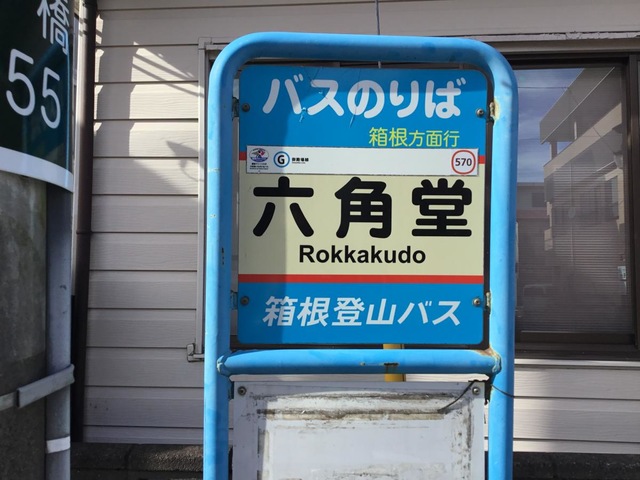 橋
55
バスのりば
箱根方面行
G
570
六角堂
Rokkakudo
箱根登山バス